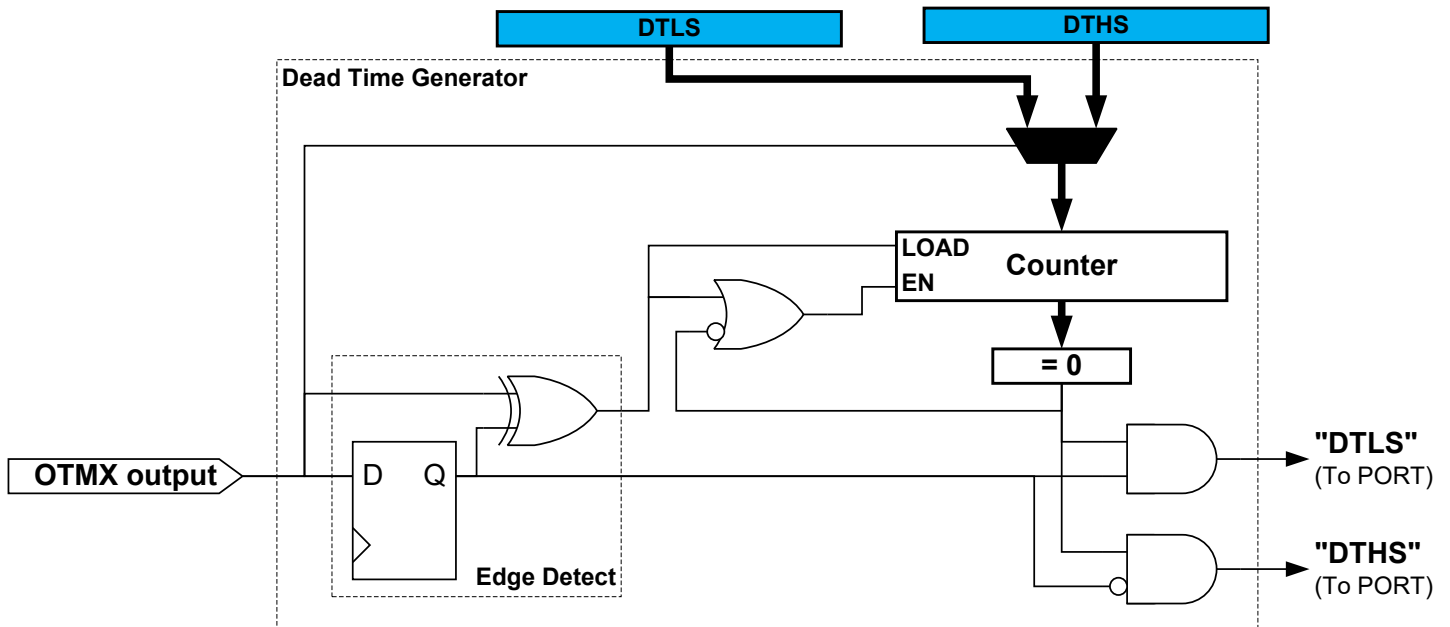 DTLS
DTHS
Dead Time Generator
LOAD
Counter
EN
= 0
OTMX output
D
Q
Edge Detect
"DTLS"
(To PORT)
"DTHS"
(To PORT)